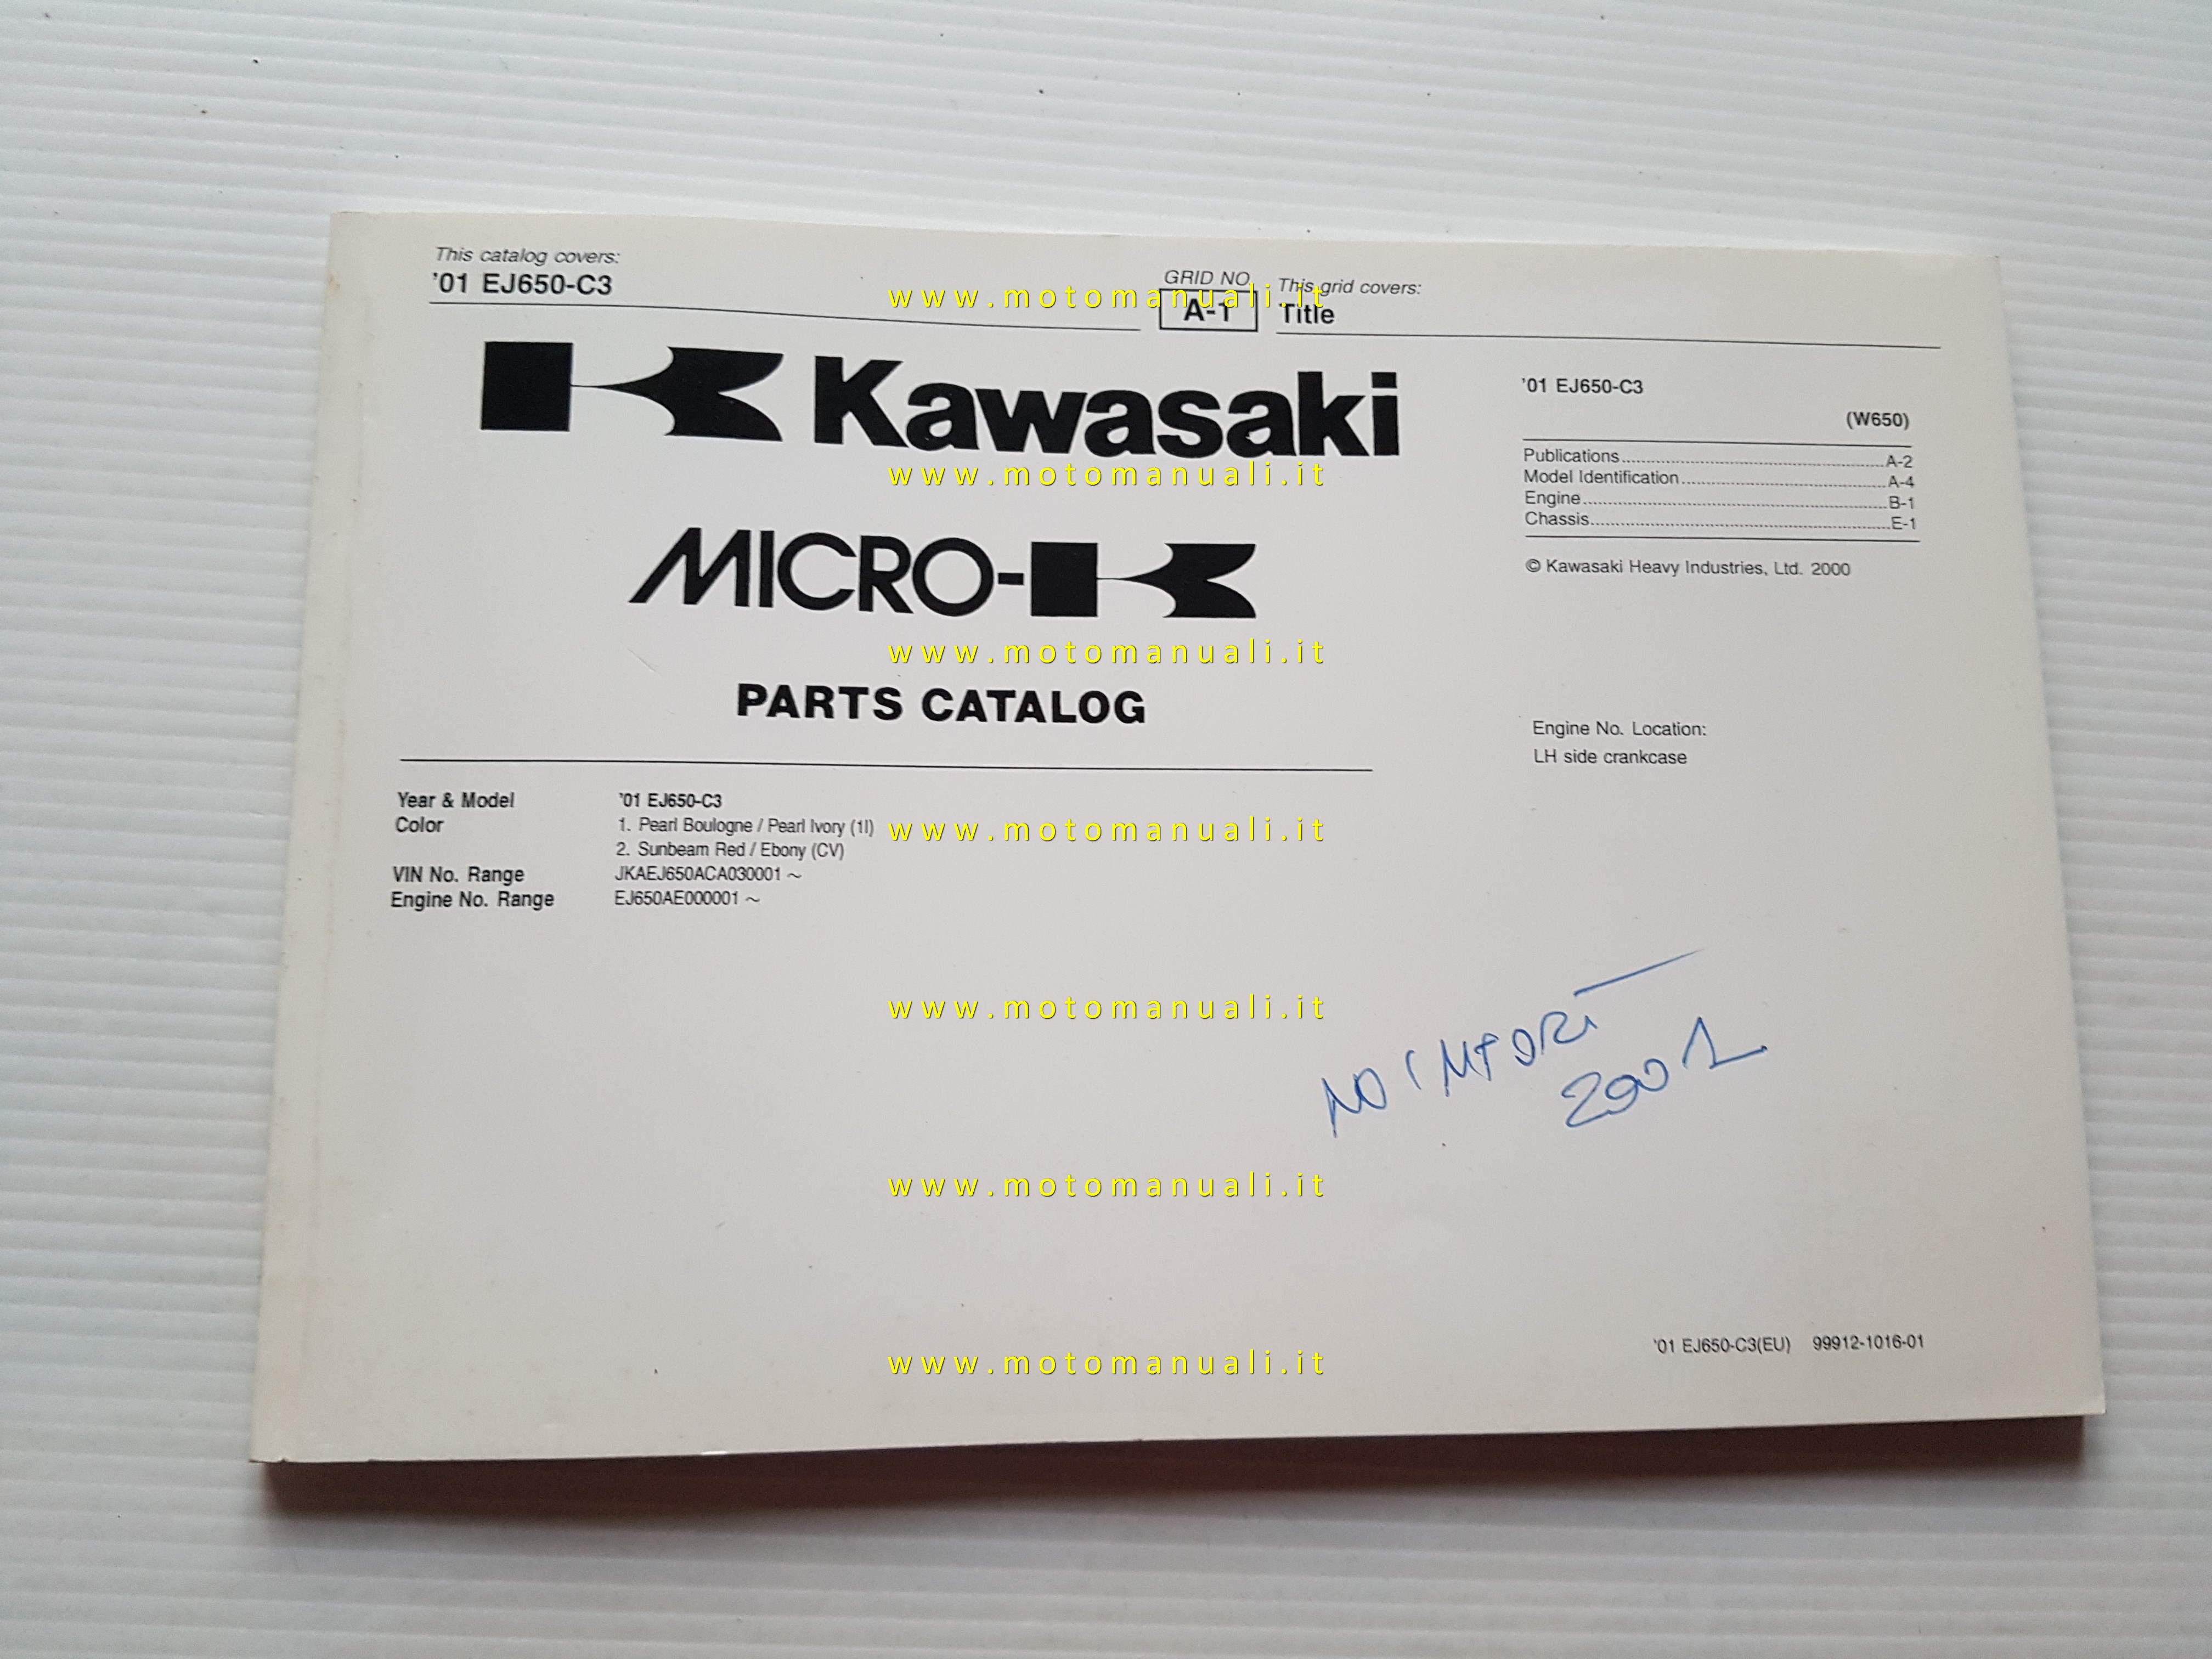 This catalog covers:
'01 EJ650-C3
GRID NO.
A-1
This grid covers:
Title
www.motomanuali.it
Kawasaki
www.motomanuali.it
MICRO-K
www.motomanuali.it
PARTS CATALOG
Year & Model '01 EJ650-C3
Color 1. Pearl Boulogne / Pearl Ivory (1I)
2. Sunbeam Red / Ebony (CV)
VIN No. Range JKAEJ650ACA030001 ~
Engine No. Range EJ650AE000001 ~
www.motomanuali.it
'01 EJ650-C3
(W650)
Publications A-2
Model Identification A-4
Engine B-1
Chassis E-1
© Kawasaki Heavy Industries, Ltd. 2000
Engine No. Location:
LH side crankcase
www.motomanuali.it
2001
www.motomanuali.it
www.motomanuali.it
'01 EJ650-C3(EU) 99912-1016-01